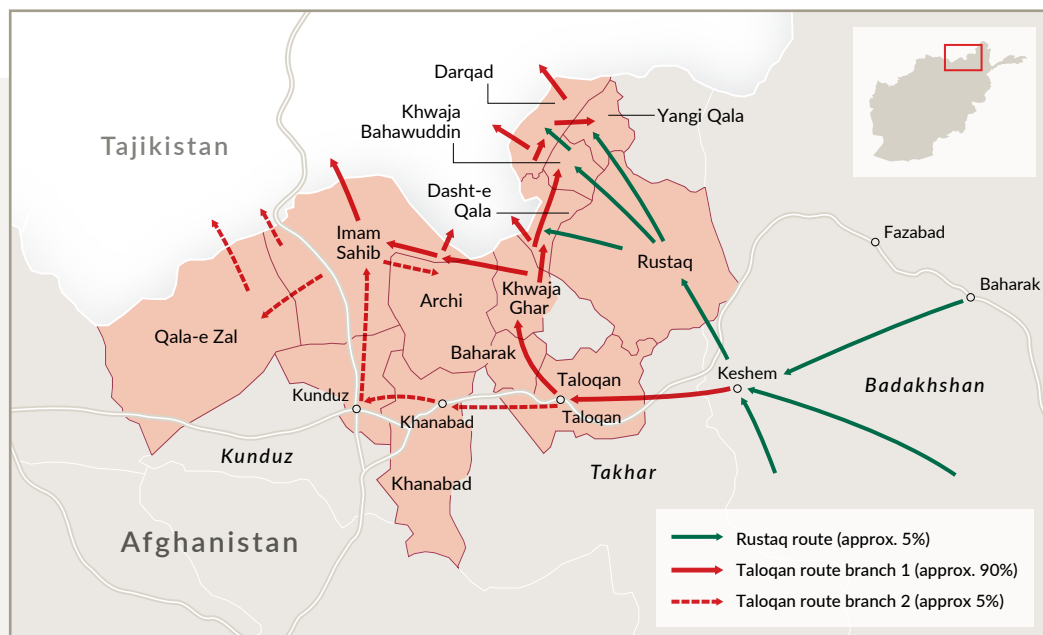 Darqad
Khwaja
Bahawuddin
Yangi Qala
Tajikistan
Dasht-e
Qala
Imam
Sahib
Fazabad
Rustaq
Baharak
Khwaja
Ghar
Archi
Qala-e Zal
Baharak
Keshem
Taloqan
Badakhshan
Kunduz
Khanabad
Taloqan
Kunduz
Takhar
Khanabad
Afghanistan
Rustaq route (approx. 5%)
Taloqan route branch 1 (approx. 90%)
Taloqan route branch 2 (approx 5%)